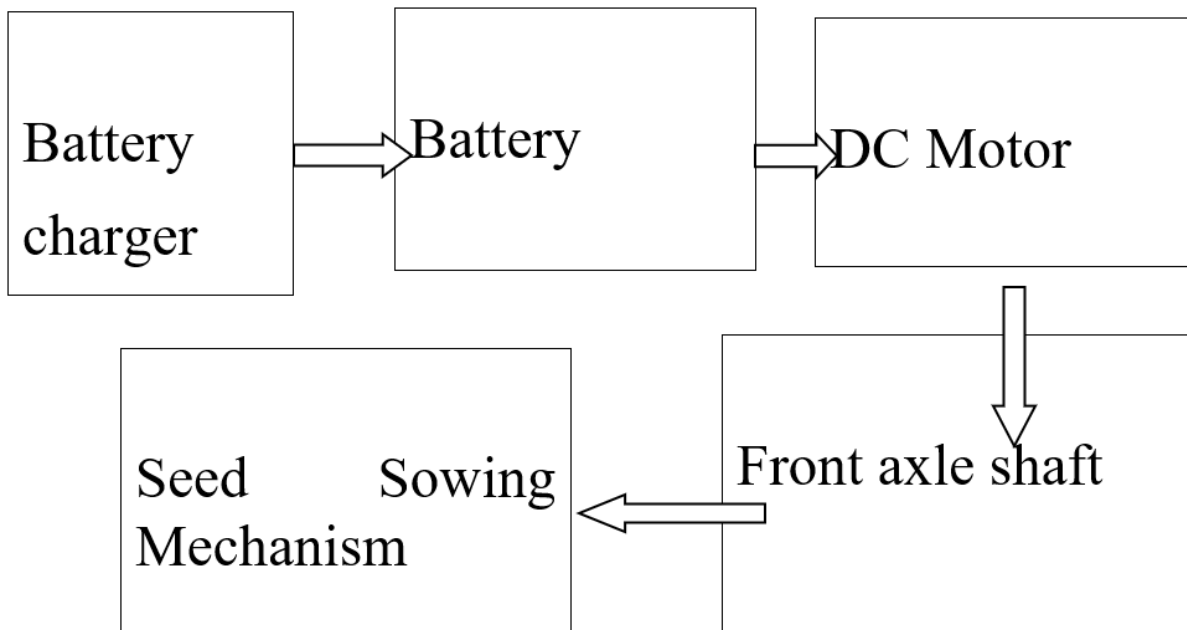 Battery
charger
Battery
DC Motor
Seed Sowing
Mechanism
Front axle shaft